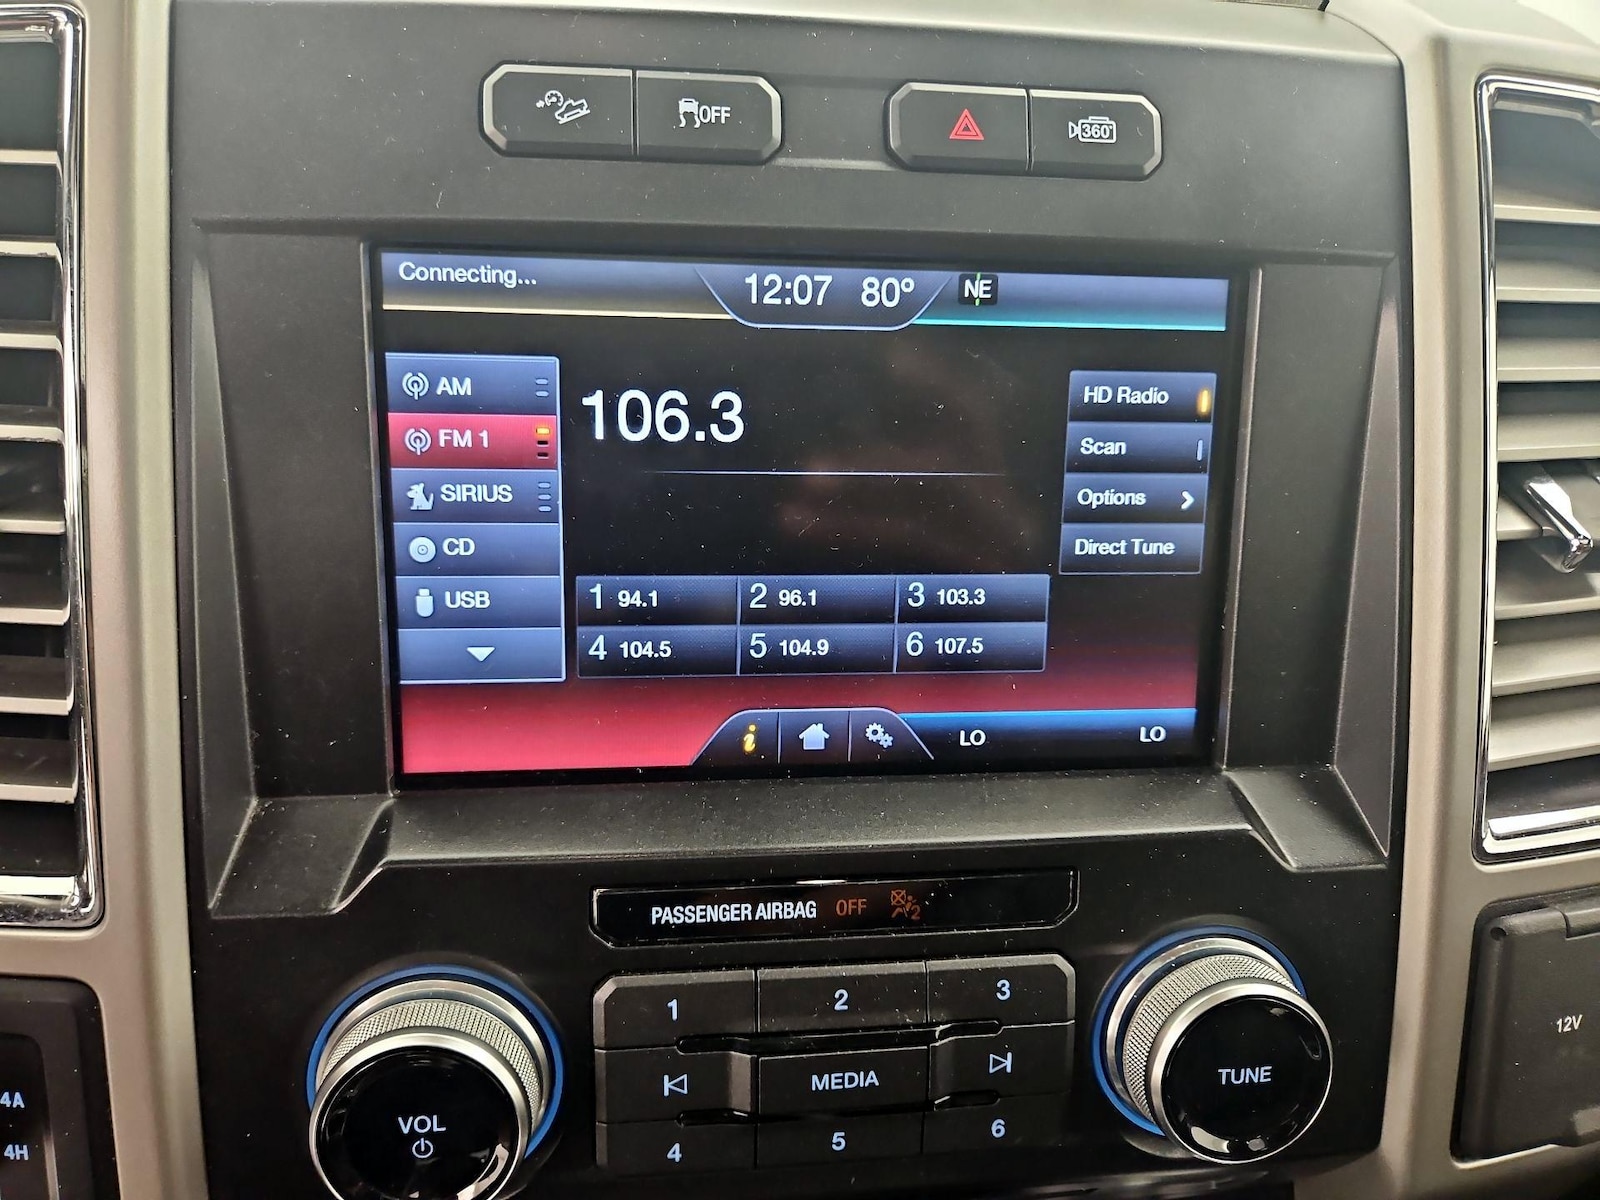 OFF
360°
Connecting...
12:07 80° NE
AM
FM 1
SIRIUS
CD
USB
106.3
HD Radio
Scan
Options
Direct Tune
1 94.1 2 96.1 3 103.3
4 104.5 5 104.9 6 107.5
i
LO LO
PASSENGER AIRBAG OFF 2
1 2 3
MEDIA
4 5 6
VOL
TUNE
4A
4H
12V